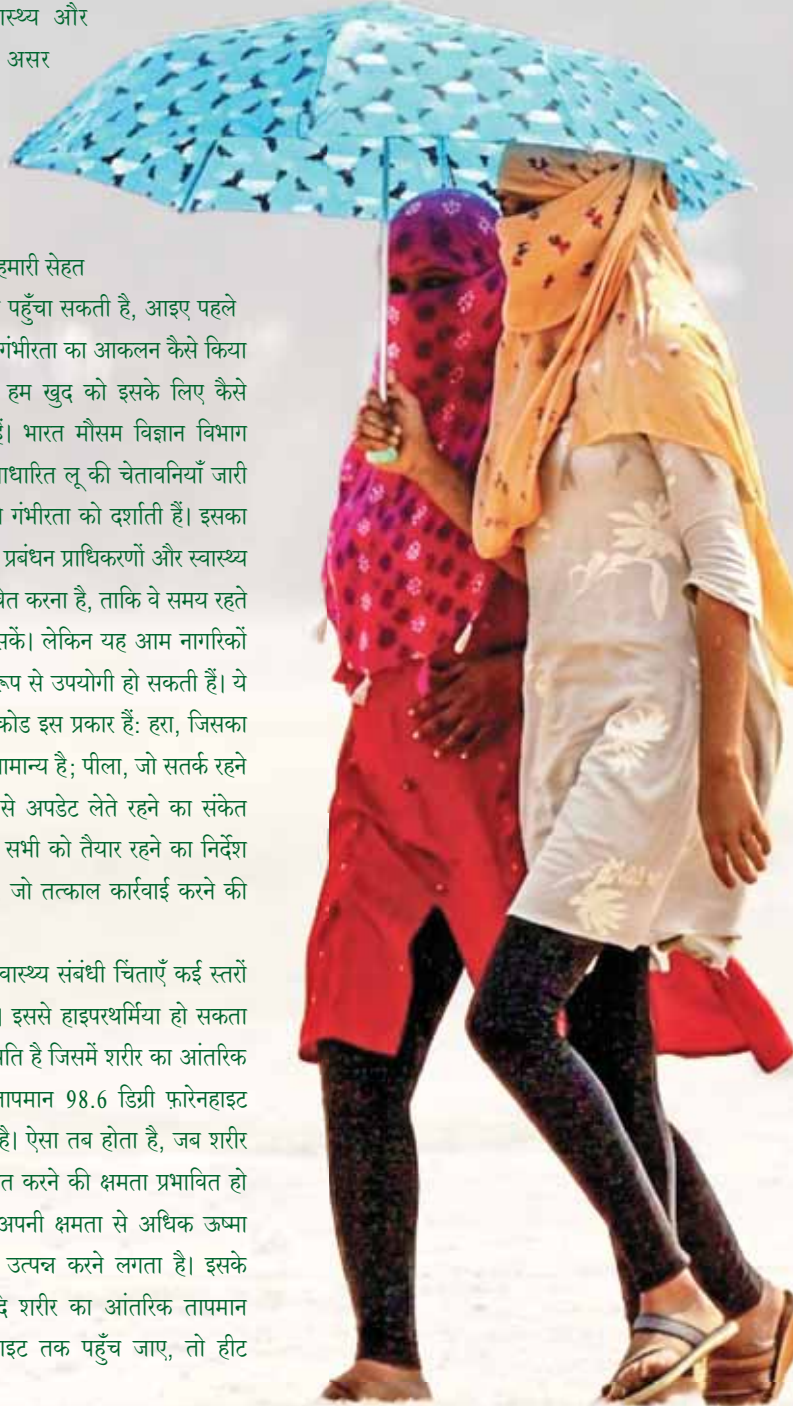 स्थ्य और
असर
हमारी सेहत
पहुँचा सकती है, आइए पहले
गंभीरता का आकलन कैसे किया
हम खुद को इसके लिए कैसे
भारत मौसम विज्ञान विभाग
धारित लू की चेतावनियाँ जारी
गंभीरता को दर्शाती हैं। इसका
प्रबंधन प्राधिकरणों और स्वास्थ्य
करना है, ताकि वे समय रहते
सकें। लेकिन यह आम नागरिकों
रूप से उपयोगी हो सकती हैं। ये
कोड इस प्रकार हैं: हरा, जिसका
मान्य है; पीला, जो सतर्क रहने
से अपडेट लेते रहने का संकेत
सभी को तैयार रहने का निर्देश
जो तत्काल कार्रवाई करने की
स्वास्थ्य संबंधी चिंताएँ कई स्तरों
। इससे हाइपरथर्मिया हो सकता
ति है जिसमें शरीर का आंतरिक
तापमान 98.6 डिग्री फ़ारेनहाइट
है। ऐसा तब होता है, जब शरीर
करने की क्षमता प्रभावित हो
अपनी क्षमता से अधिक ऊष्मा
उत्पन्न करने लगता है। इसके
शरीर का आंतरिक तापमान
इट तक पहुँच जाए, तो हीट